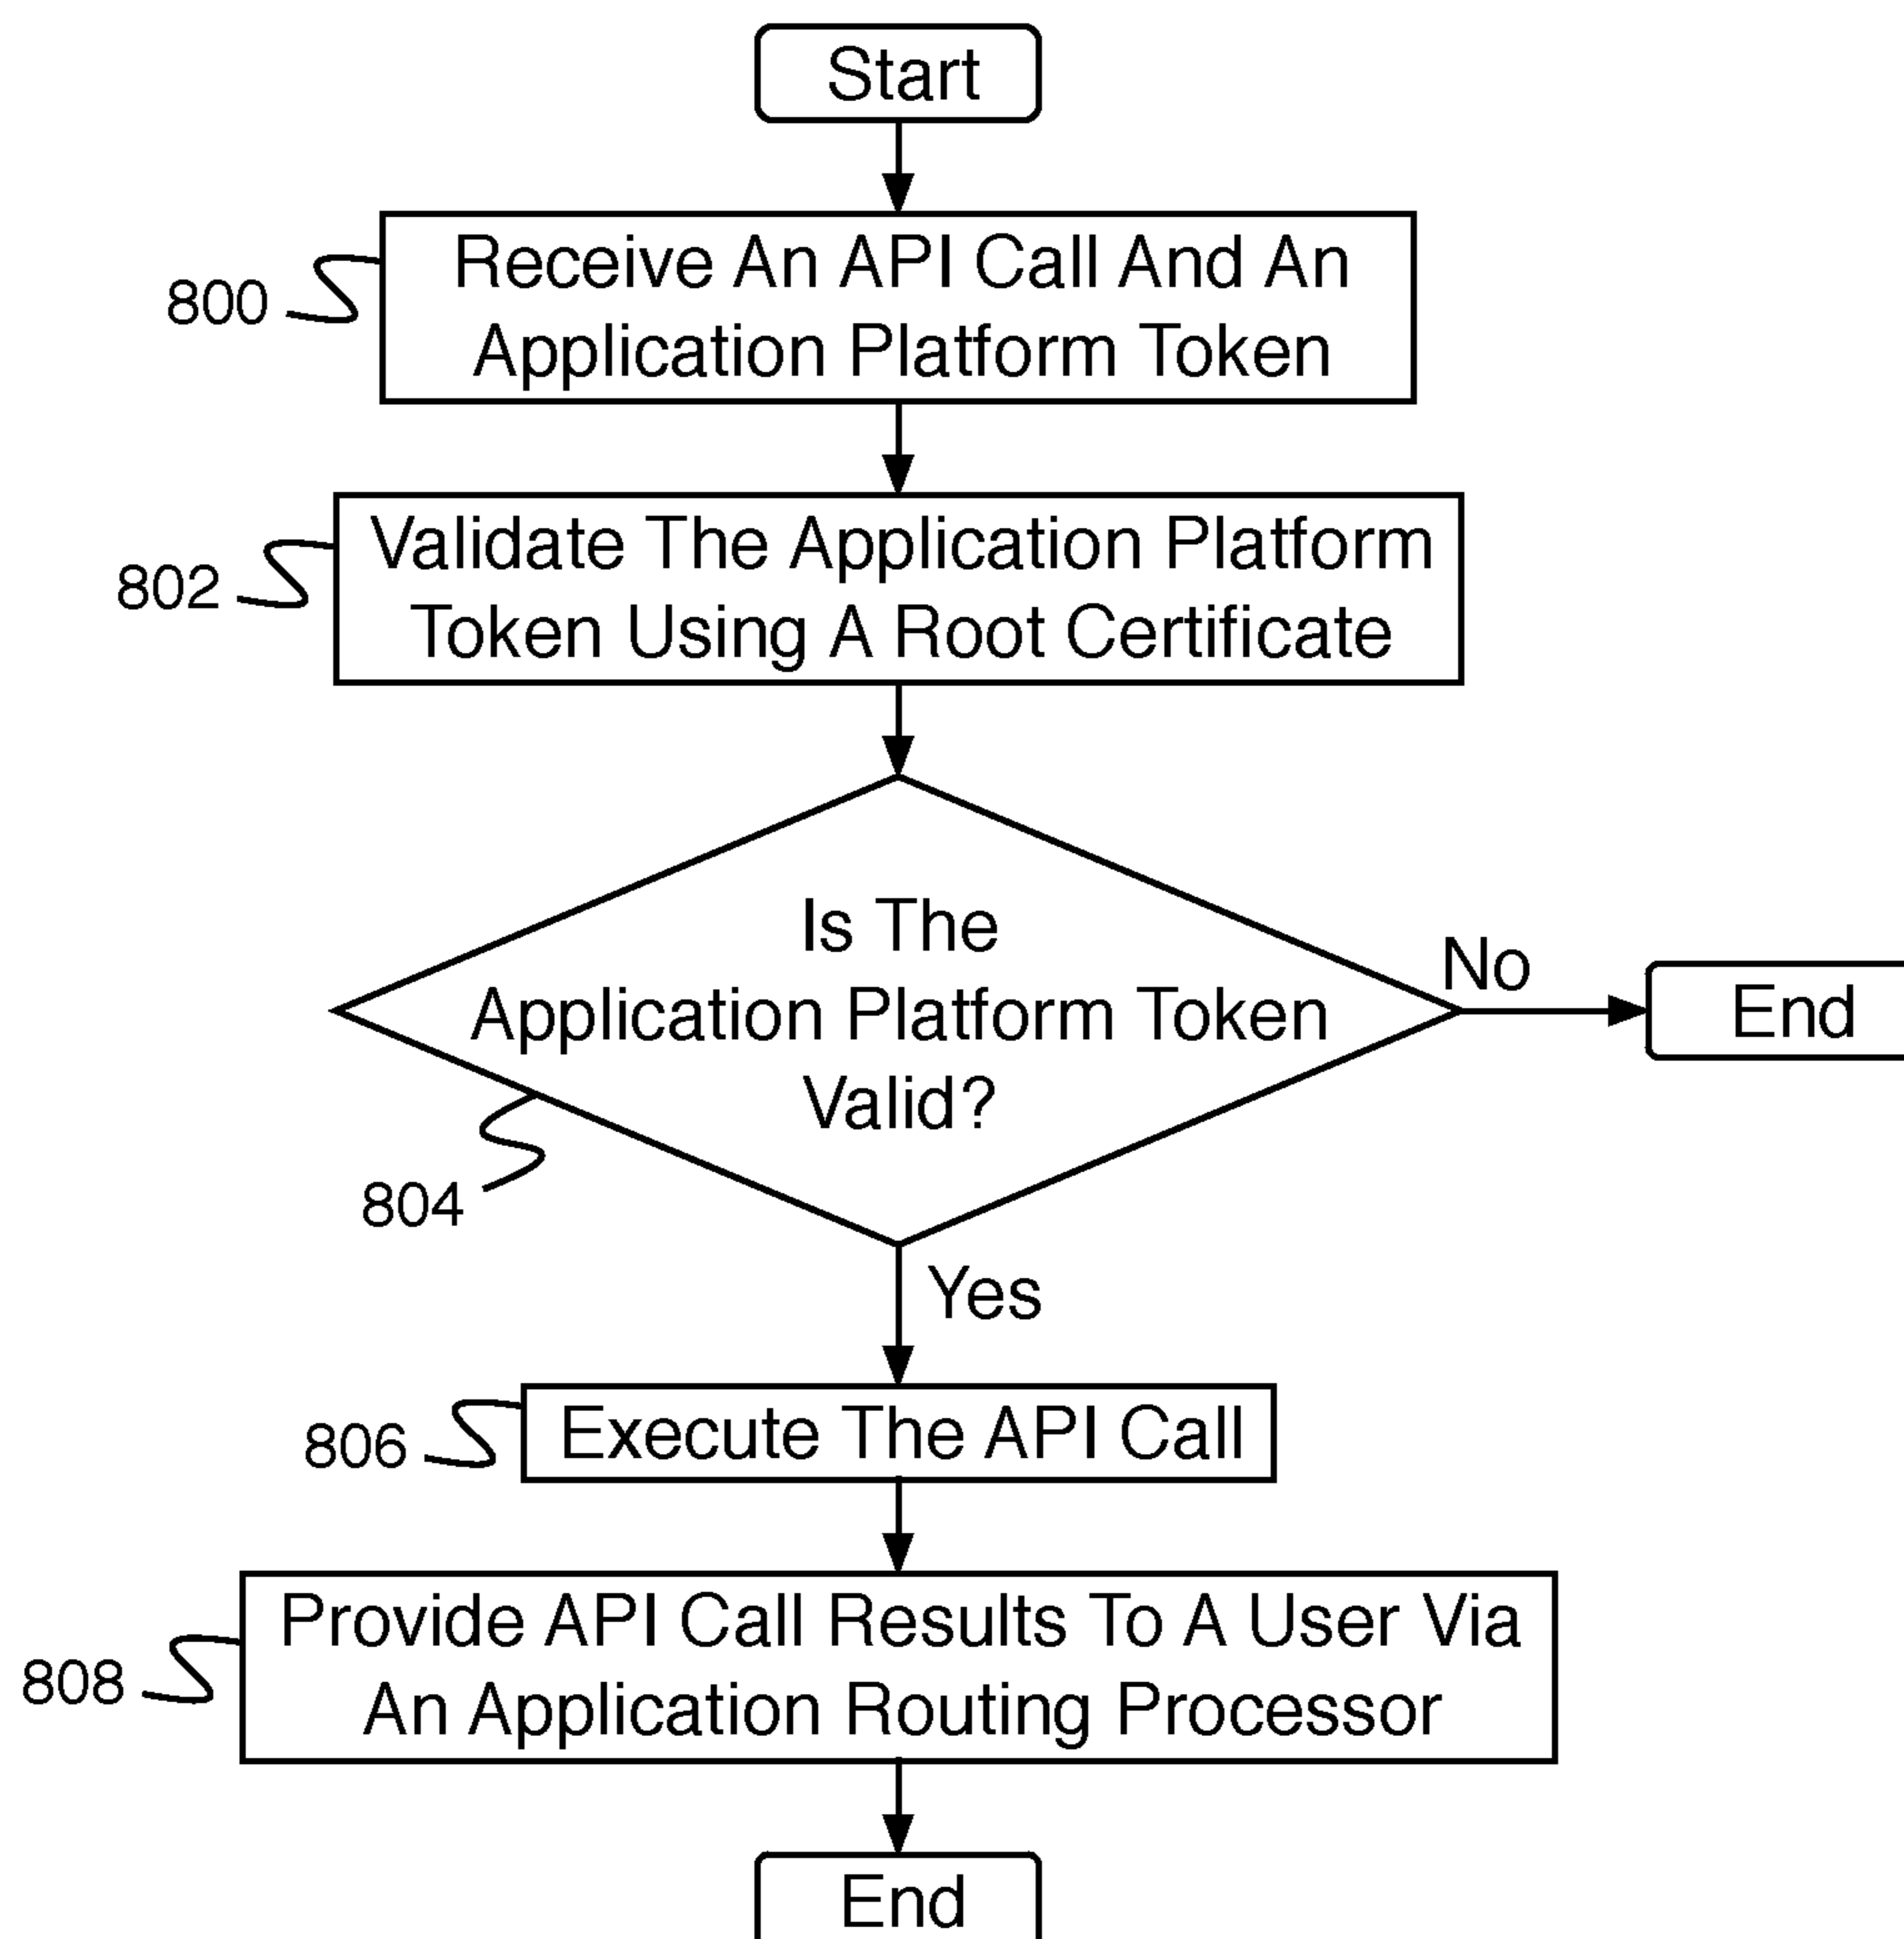 Start
800
Receive An API Call And An
Application Platform Token
802
Validate The Application Platform
Token Using A Root Certificate
Is The
Application Platform Token
Valid?
No
End
804
Yes
806
Execute The API Call
808
Provide API Call Results To A User Via
An Application Routing Processor
End